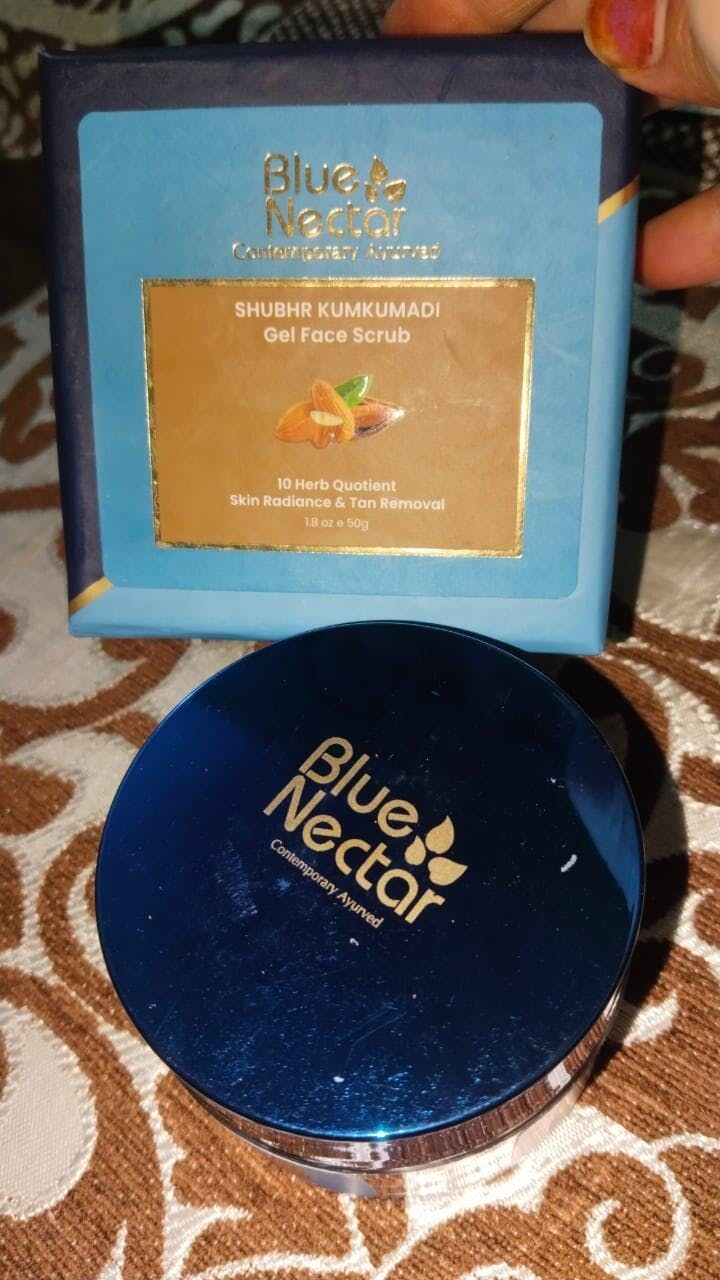 Blue
Nectar
Contemporary Ayurved
SHUBHR KUMKUMADI
Gel Face Scrub
10 Herb Quotient
Skin Radiance & Tan Removal
1.8 oz e 50g
Blue
Nectar
Contemporary Ayurved